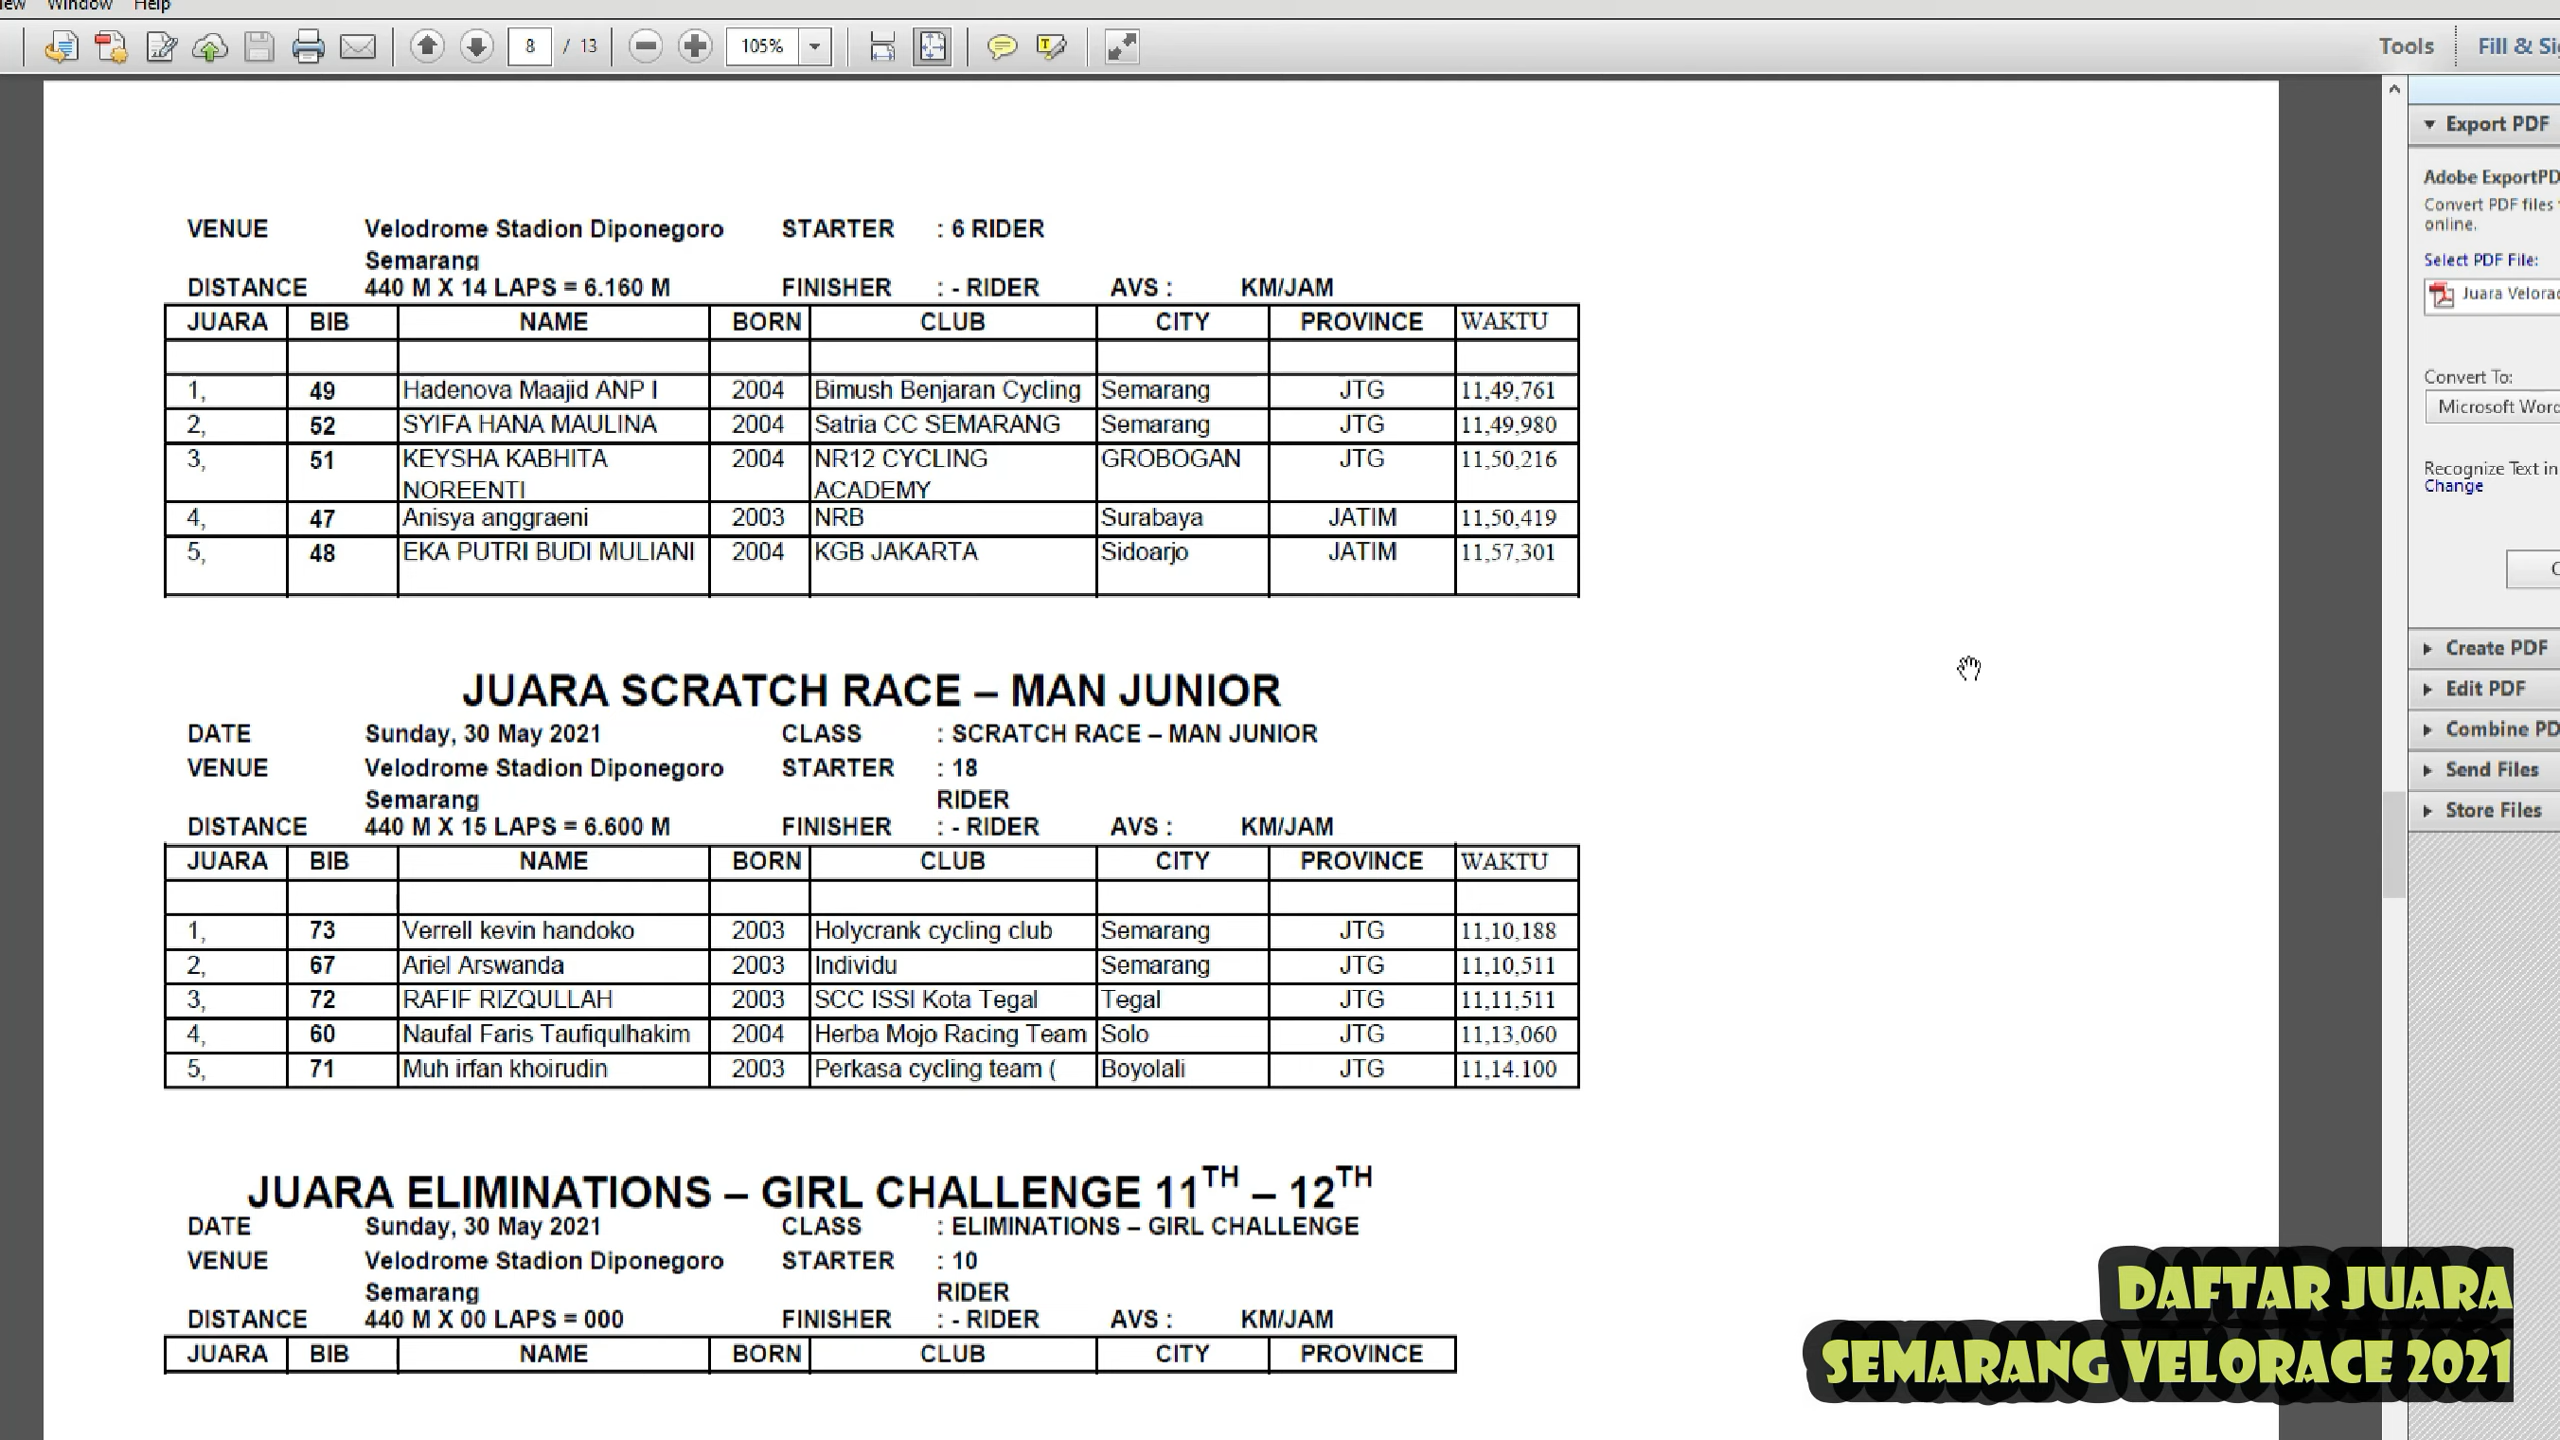 Window Help
8 / 13 105% Tools
VENUE Velodrome Stadion Diponegoro Semarang STARTER : 6 RIDER
DISTANCE 440 M X 14 LAPS = 6.160 M FINISHER : - RIDER AVS : KM/JAM
JUARA BIB NAME BORN CLUB CITY PROVINCE WAKTU
1, 49 Hadenova Maajid ANP I 2004 Bimush Benjaran Cycling Semarang JTG 11,49,761
2, 52 SYIFA HANA MAULINA 2004 Satria CC SEMARANG Semarang JTG 11,49,980
3, 51 KEYSHA KABHITA NOREENTI 2004 NR12 CYCLING ACADEMY GROBOGAN JTG 11,50,216
4, 47 Anisya anggraeni 2003 NRB Surabaya JATIM 11,50,419
5, 48 EKA PUTRI BUDI MULIANI 2004 KGB JAKARTA Sidoarjo JATIM 11,57,301
JUARA SCRATCH RACE – MAN JUNIOR
DATE Sunday, 30 May 2021 CLASS : SCRATCH RACE – MAN JUNIOR
VENUE Velodrome Stadion Diponegoro Semarang STARTER : 18 RIDER
DISTANCE 440 M X 15 LAPS = 6.600 M FINISHER : - RIDER AVS : KM/JAM
JUARA BIB NAME BORN CLUB CITY PROVINCE WAKTU
1, 73 Verrell kevin handoko 2003 Holycrank cycling club Semarang JTG 11,10,188
2, 67 Ariel Arswanda 2003 Individu Semarang JTG 11,10,511
3, 72 RAFIF RIZQULLAH 2003 SCC ISSI Kota Tegal Tegal JTG 11,11,511
4, 60 Naufal Faris Taufiqulhakim 2004 Herba Mojo Racing Team Solo JTG 11,13,060
5, 71 Muh irfan khoirudin 2003 Perkasa cycling team ( Boyolali JTG 11,14.100
JUARA ELIMINATIONS – GIRL CHALLENGE 11TH – 12TH
DATE Sunday, 30 May 2021 CLASS : ELIMINATIONS – GIRL CHALLENGE
VENUE Velodrome Stadion Diponegoro Semarang STARTER : 10 RIDER
DISTANCE 440 M X 00 LAPS = 000 FINISHER : - RIDER AVS : KM/JAM
JUARA BIB NAME BORN CLUB CITY PROVINCE
Fill &
Export PDF
Adobe
Convert PDF files
online.
Select PDF File:
Juara
Convert To:
Microsoft
Recognize Text in
Change
Create PDF
Edit PDF
Combine
Send Files
Store Files
DAFTAR JUARA
SEMARANG VELORACE 2021